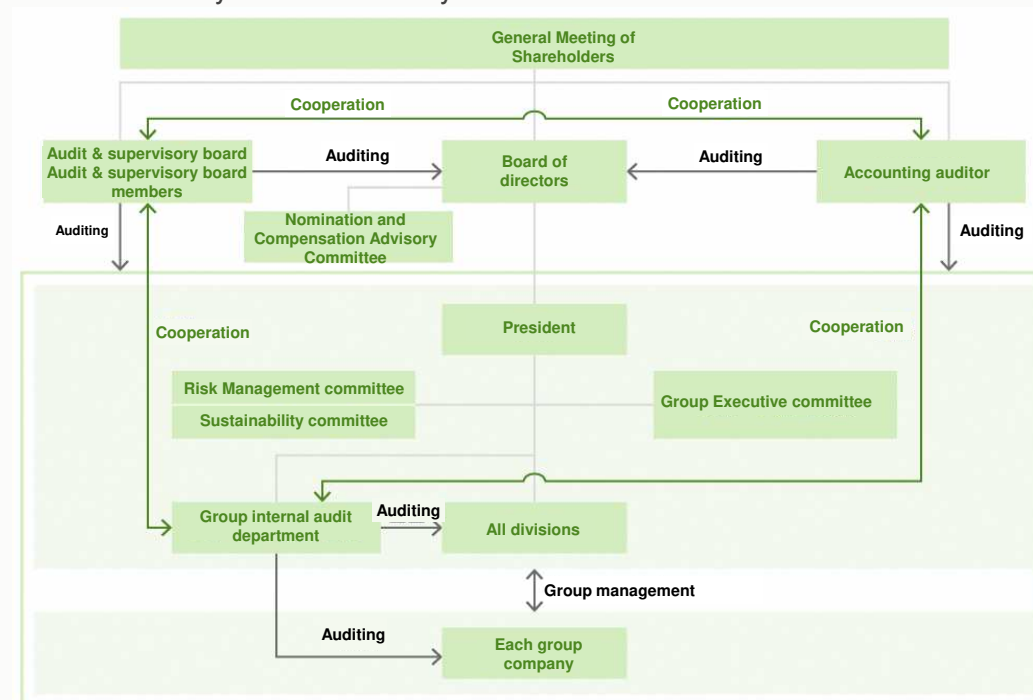 General Meeting of
Shareholders
Cooperation
Cooperation
Audit & supervisory board
Audit & supervisory board
members
Auditing
Board of
directors
Auditing
Accounting auditor
Nomination and
Compensation Advisory
Committee
Auditing
Auditing
President
Cooperation
Cooperation
Risk Management committee
Sustainability committee
Group Executive committee
Group internal audit
department
Auditing
All divisions
Group management
Auditing
Each group
company